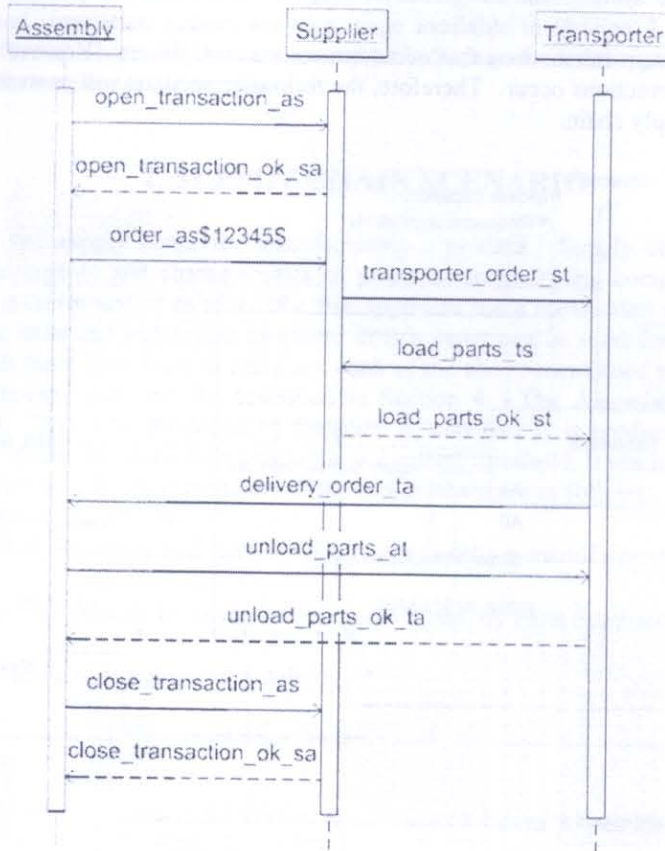 Assembly Supplier Transporter
open_transaction_as
open_transaction_ok_sa
order_as$12345$
transporter_order_st
load_parts_ts
load_parts_ok_st
delivery_order_ta
unload_parts_at
unload_parts_ok_ta
close_transaction_as
close_transaction_ok_sa